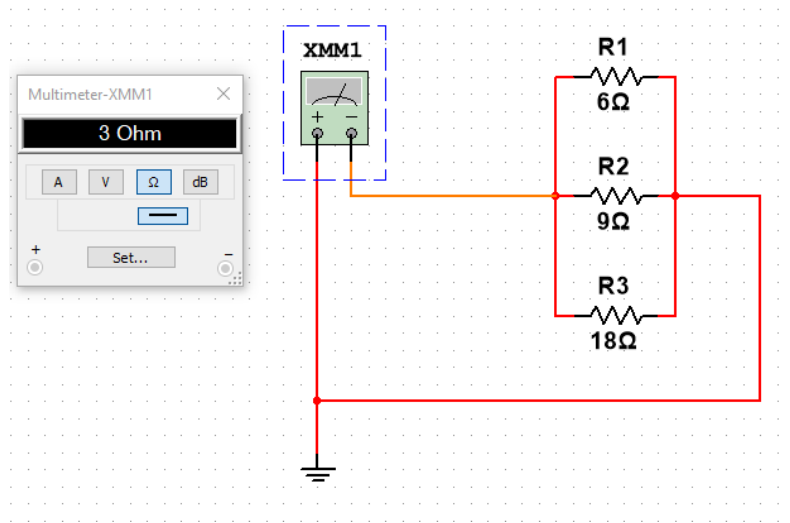 Multimeter-XMM1
3 Ohm
A V Ω dB
+ Set... −
XMM1
+ −
R1
6Ω
R2
9Ω
R3
18Ω